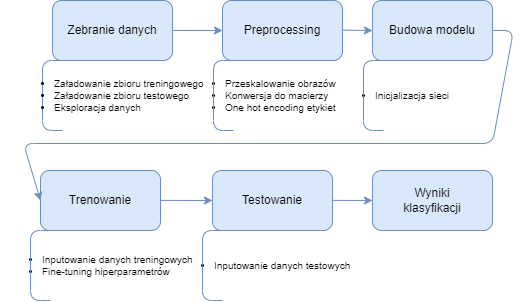 Zebranie danych
Preprocessing
Budowa modelu
Załadowanie zbioru treningowego
Załadowanie zbioru testowego
Eksploracja danych
Przeskalowanie obrazów
Konwersja do macierzy
One hot encoding etykiet
Inicjalizacja sieci
Trenowanie
Testowanie
Wyniki
klasyfikacji
Inputowanie danych treningowych
Fine-tuning hiperparametrów
Inputowanie danych testowych